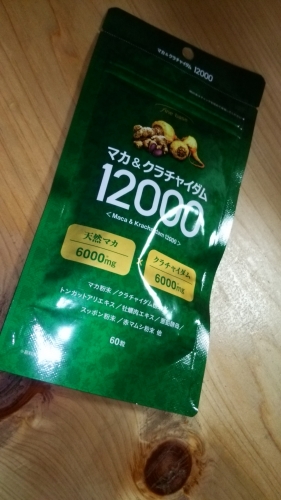 マカ&クラチャイダム 12000
マカ&クラチャイダム
12000
<Maca & Krachaidam 12000>
天然マカ
6000mg
×
クラチャイダム
6000mg
マカ粉末/クラチャイダム
トンカットアリエキス/牡蠣肉エキス/亜鉛酵母/
スッポン粉末/赤マムシ粉末 他
60粒